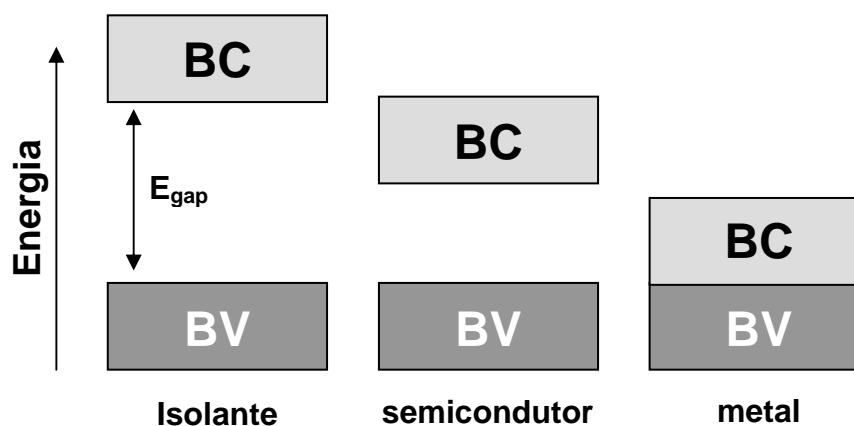 BC
BC
Energia
E_gap
BC
BV
BV
BV
Isolante
semicondutor
metal